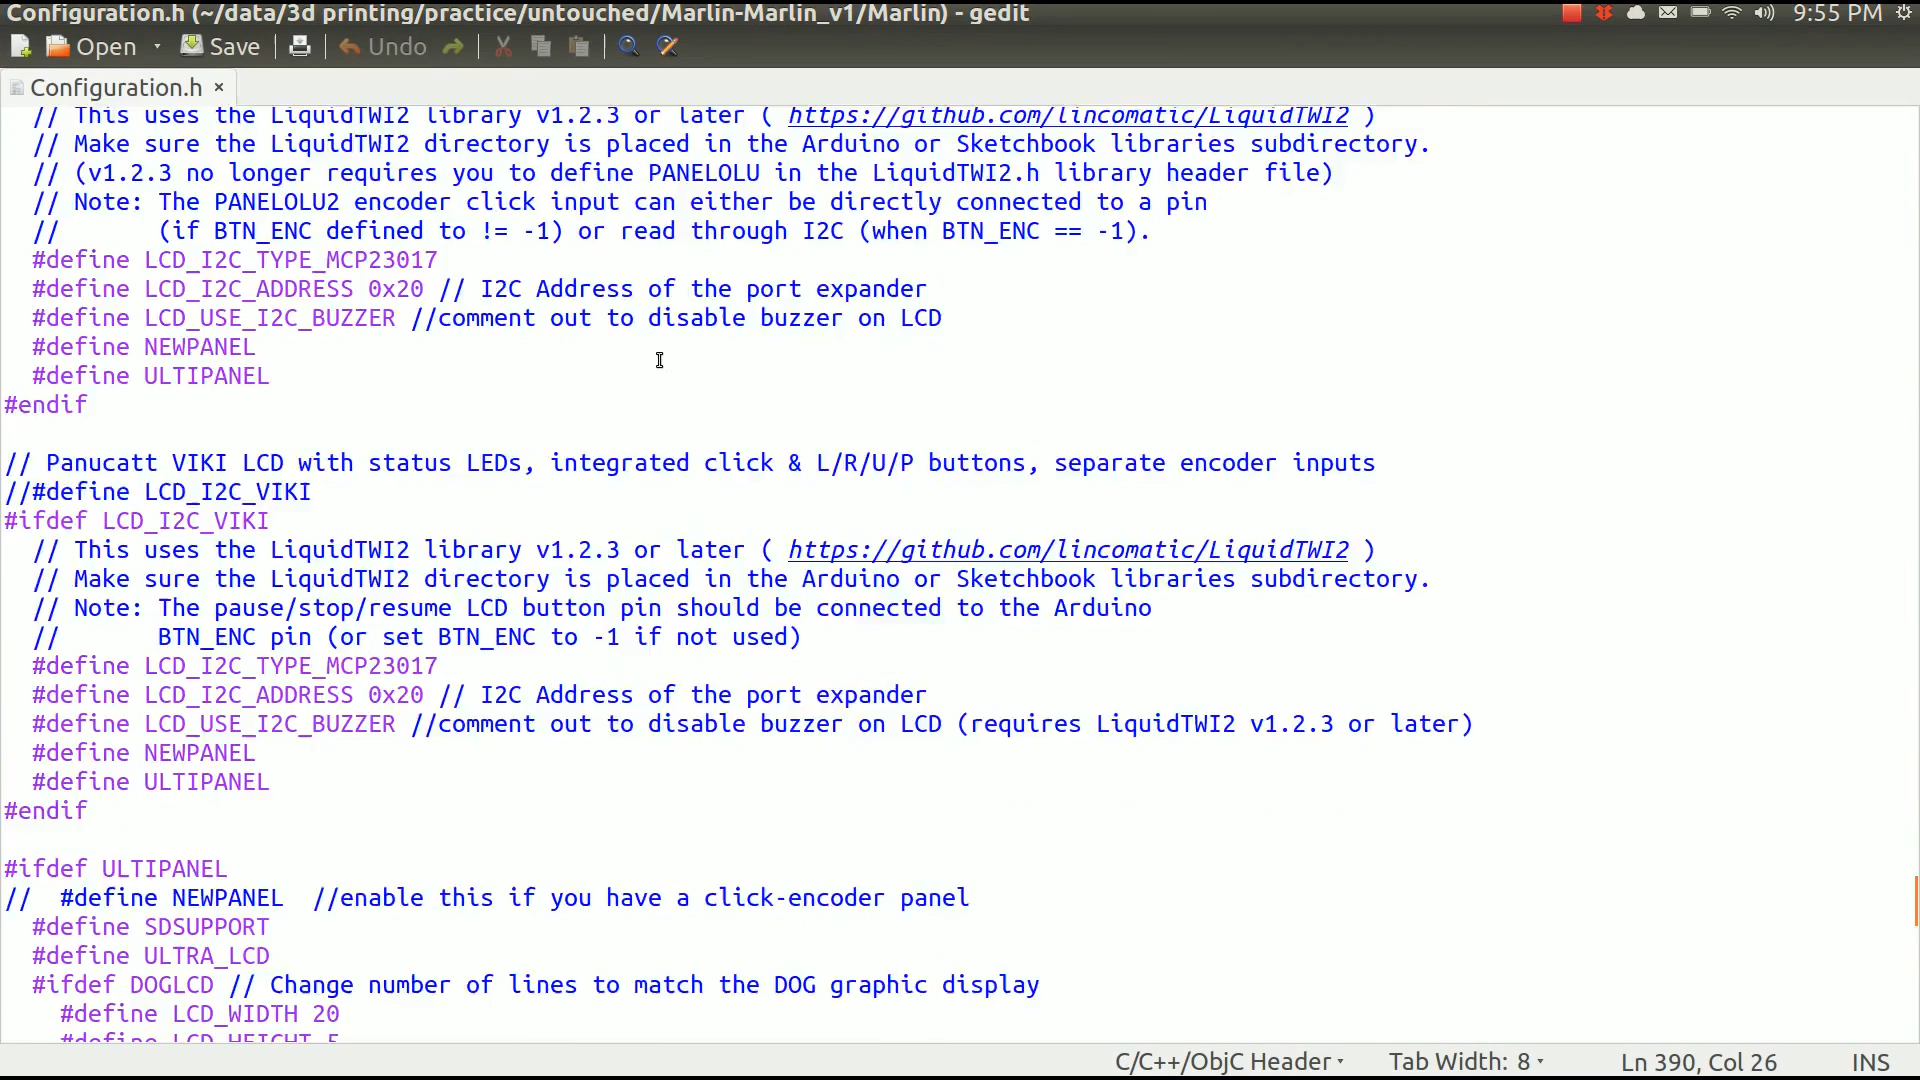 Configuration.h (~/data/3d printing/practice/untouched/Marlin-Marlin_v1/Marlin) - gedit
9:55 PM
Open Save Undo
Configuration.h ×
// This uses the LiquidTWI2 library v1.2.3 or later ( https://github.com/lincomatic/LiquidTWI2 )
// Make sure the LiquidTWI2 directory is placed in the Arduino or Sketchbook libraries subdirectory.
// (v1.2.3 no longer requires you to define PANELOLU in the LiquidTWI2.h library header file)
// Note: The PANELOLU2 encoder click input can either be directly connected to a pin
//       (if BTN_ENC defined to != -1) or read through I2C (when BTN_ENC == -1).
#define LCD_I2C_TYPE_MCP23017
#define LCD_I2C_ADDRESS 0x20 // I2C Address of the port expander
#define LCD_USE_I2C_BUZZER //comment out to disable buzzer on LCD
#define NEWPANEL
#define ULTIPANEL
#endif
// Panucatt VIKI LCD with status LEDs, integrated click & L/R/U/P buttons, separate encoder inputs
//#define LCD_I2C_VIKI
#ifdef LCD_I2C_VIKI
// This uses the LiquidTWI2 library v1.2.3 or later ( https://github.com/lincomatic/LiquidTWI2 )
// Make sure the LiquidTWI2 directory is placed in the Arduino or Sketchbook libraries subdirectory.
// Note: The pause/stop/resume LCD button pin should be connected to the Arduino
//       BTN_ENC pin (or set BTN_ENC to -1 if not used)
#define LCD_I2C_TYPE_MCP23017
#define LCD_I2C_ADDRESS 0x20 // I2C Address of the port expander
#define LCD_USE_I2C_BUZZER //comment out to disable buzzer on LCD (requires LiquidTWI2 v1.2.3 or later)
#define NEWPANEL
#define ULTIPANEL
#endif
#ifdef ULTIPANEL
//  #define NEWPANEL  //enable this if you have a click-encoder panel
#define SDSUPPORT
#define ULTRA_LCD
#ifdef DOGLCD // Change number of lines to match the DOG graphic display
#define LCD_WIDTH 20
#define LCD_HEIGHT 5
C/C++/ObjC Header Tab Width: 8 Ln 390, Col 26 INS